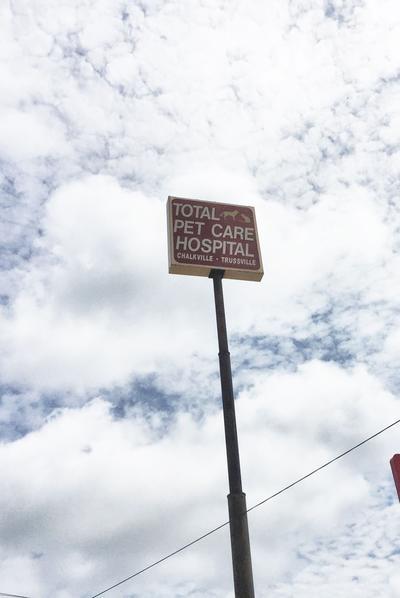 TOTAL
PET CARE
HOSPITAL
CHALKVILLE · TRUSSVILLE